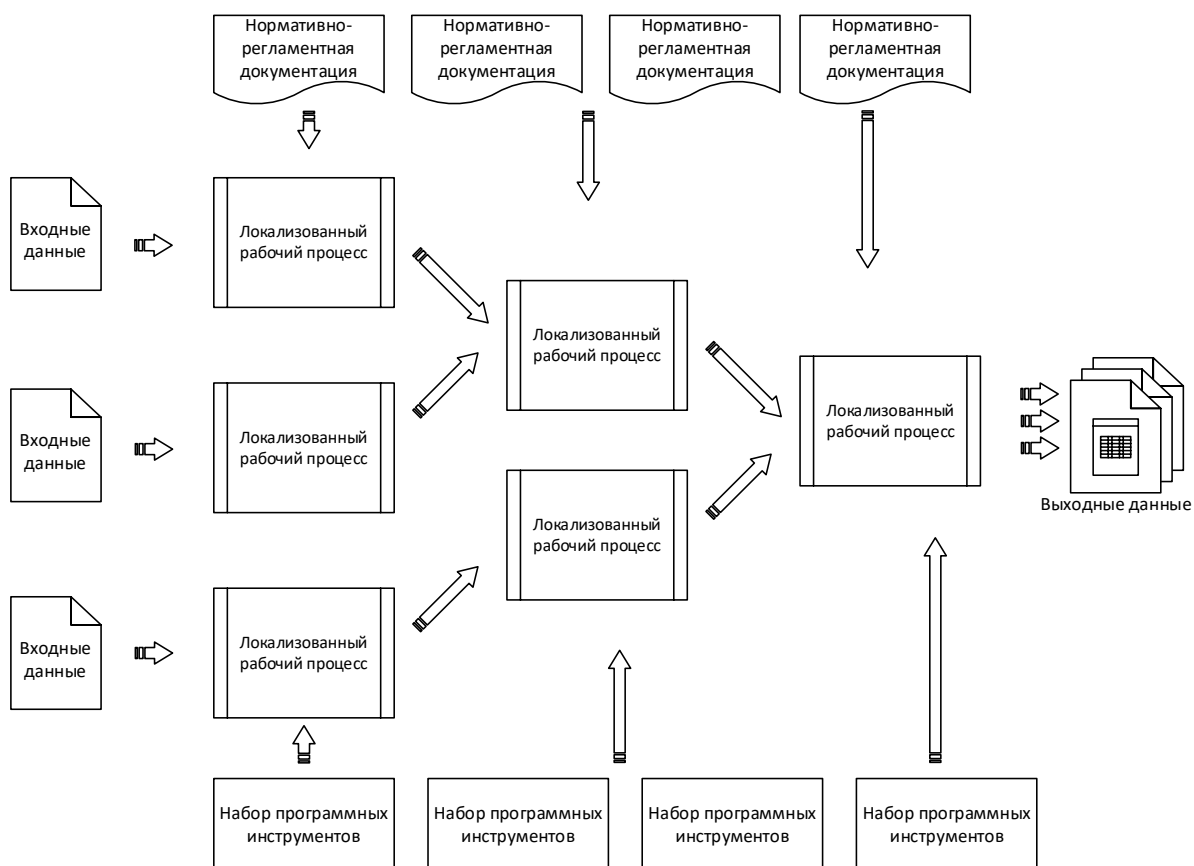 Нормативно-
регламентная
документация
Нормативно-
регламентная
документация
Нормативно-
регламентная
документация
Нормативно-
регламентная
документация
Входные
данные
Локализованный
рабочий процесс
Локализованный
рабочий процесс
Входные
данные
Локализованный
рабочий процесс
Локализованный
рабочий процесс
Выходные данные
Локализованный
рабочий процесс
Входные
данные
Локализованный
рабочий процесс
Набор программных
инструментов
Набор программных
инструментов
Набор программных
инструментов
Набор программных
инструментов